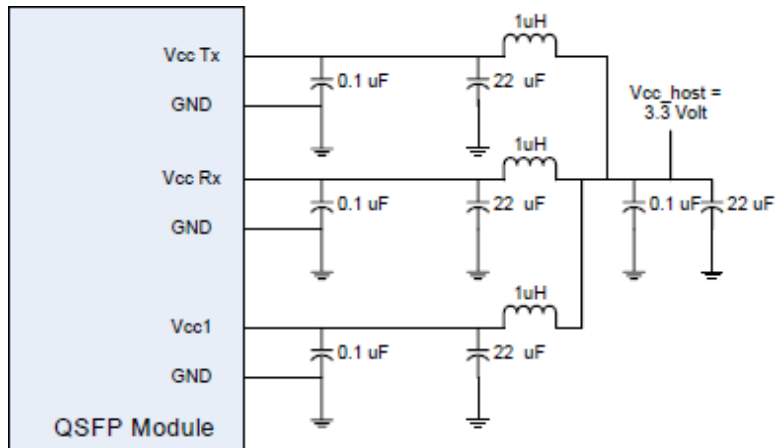 1uH
Vcc Tx
0.1 uF
22 uF
GND
Vcc_host =
3.3 Volt
1uH
Vcc Rx
0.1 uF
22 uF
0.1 uF
22 uF
GND
1uH
Vcc1
0.1 uF
22 uF
GND
QSFP Module